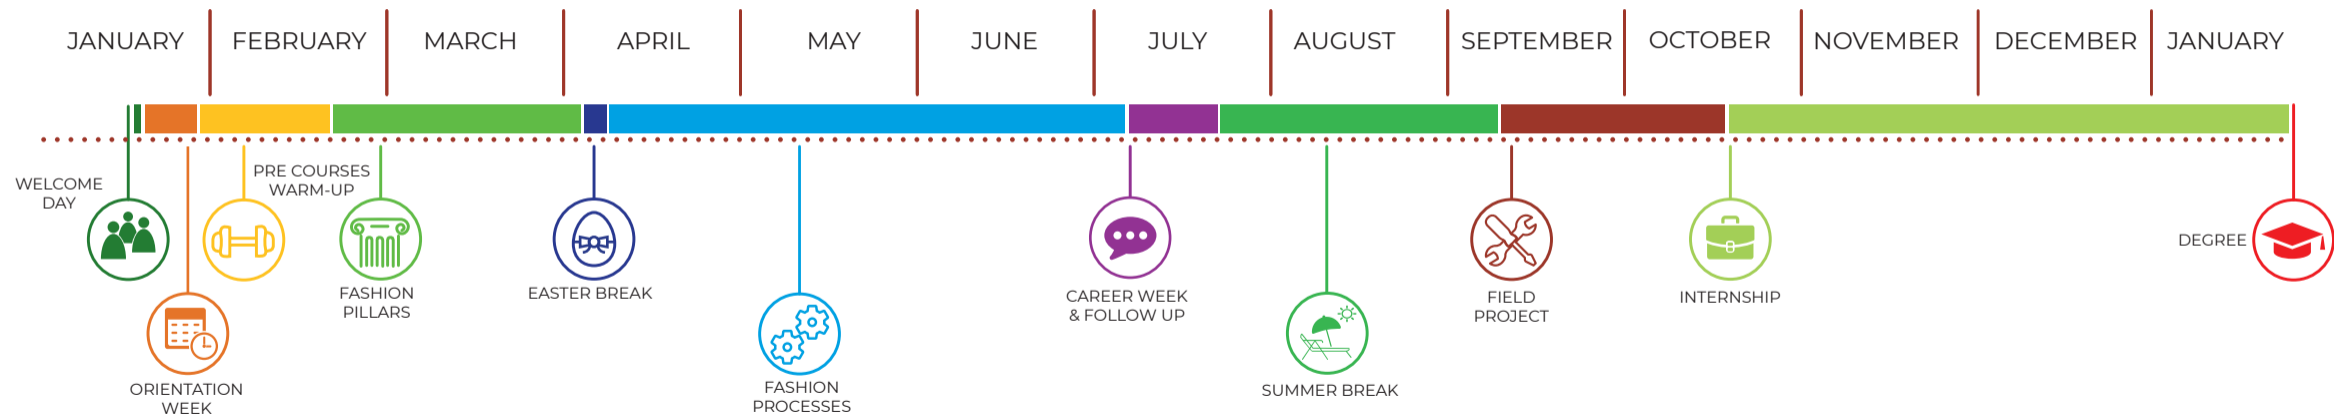 JANUARY
FEBRUARY
MARCH
APRIL
MAY
JUNE
JULY
AUGUST
SEPTEMBER
OCTOBER
NOVEMBER
DECEMBER
JANUARY
WELCOME
DAY
ORIENTATION
WEEK
PRE COURSES
WARM-UP
FASHION
PILLARS
EASTER BREAK
FASHION
PROCESSES
CAREER WEEK
& FOLLOW UP
SUMMER BREAK
FIELD
PROJECT
INTERNSHIP
DEGREE